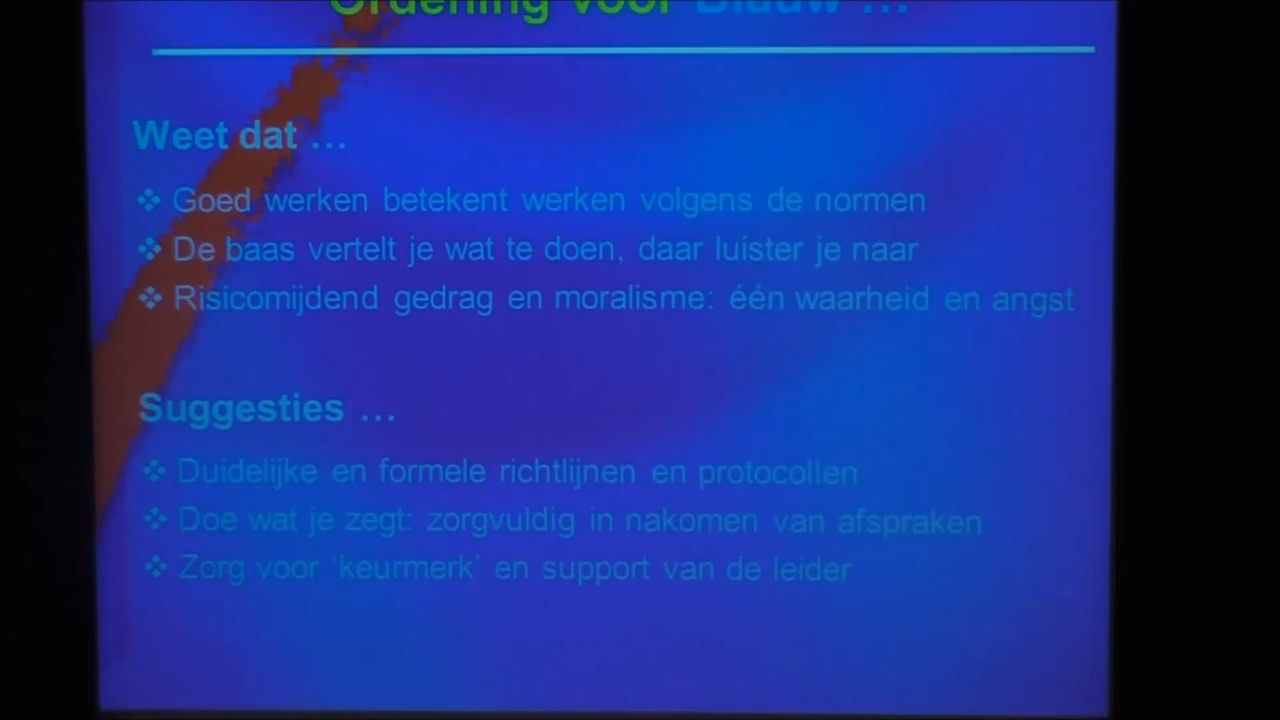 Ordening voor Blauw ...
Weet dat ...
❖ Goed werken betekent werken volgens de normen
❖ De baas vertelt je wat te doen, daar luister je naar
❖ Risicomijdend gedrag en moralisme: één waarheid en angst
Suggesties ...
❖ Duidelijke en formele richtlijnen en protocollen
❖ Doe wat je zegt: zorgvuldig in nakomen van afspraken
❖ Zorg voor ‘keurmerk’ en support van de leider